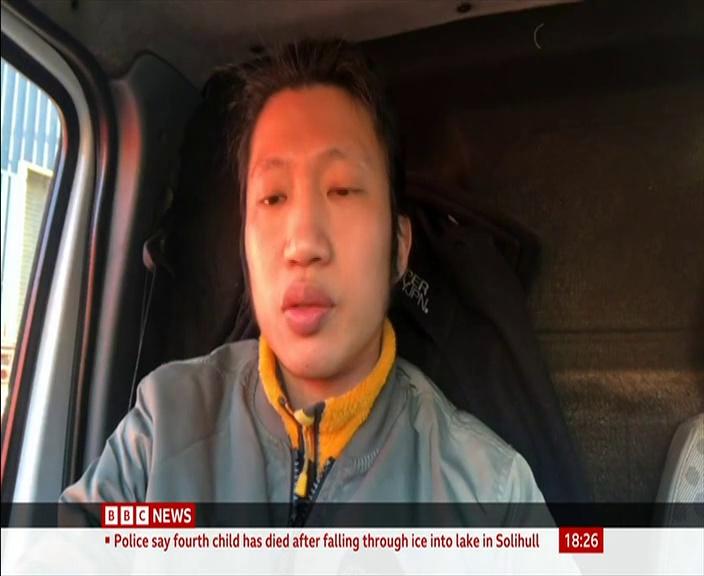 BBC NEWS
Police say fourth child has died after falling through ice into lake in Solihull 18:26